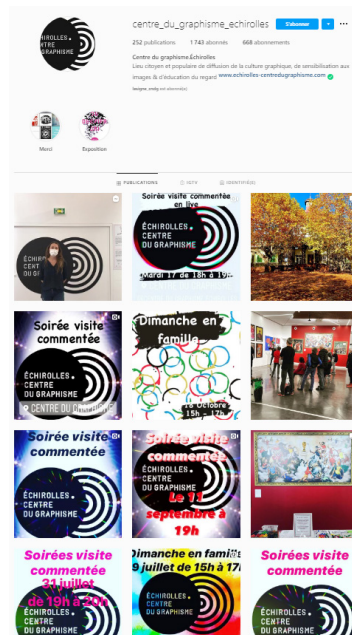 HIROLLES.
NTRE
GRAPHISME
centre_du_graphisme_echirolles S'abonner
252 publications 1 743 abonnés 668 abonnements
Centre du graphisme.Échirolles
Lieu citoyen et populaire de diffusion de la culture graphique, de sensibilisation aux
images & d'éducation du regard www.echirolles-centredugraphisme.com
Merci Exposition
PUBLICATIONS IGTV IDENTIFIÉ(E)
Soirée visite commentée
en live
ÉCHIROLLES.
CENTRE
DU GRAPHISME
Mardi 17 de 18h à 19h
Soirée visite
commentée
ÉCHIROLLES.
CENTRE
DU GRAPHISME
CENTRE DU GRAPHISME
Dimanche en
famille
Octobre
15h - 17h
Soirée visite
commentée
ÉCHIROLLES.
CENTRE
DU GRAPHISME
Soirée visite
commentée
ÉCHIROLLES.
CENTRE
DU GRAPHISME
Le 11
septembre à
19h
Soirées visite
commentée
31 juillet
de 19h à 20h
ÉCHIROLLES.
CENTRE
DU GRAPHISME
Dimanche en famille
9 juillet de 15h à 17h
ÉCHIROLLES.
CENTRE
DU GRAPHISME
Soirées visite
commentée
ÉCHIROLLES.
CENTRE
DU GRAPHISME